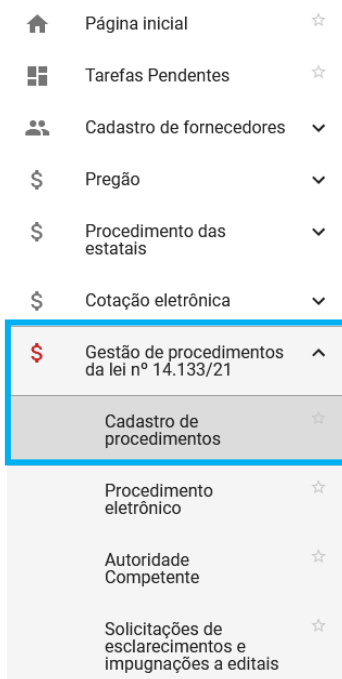 Página inicial
Tarefas Pendentes
Cadastro de fornecedores
$ Pregão
$ Procedimento das
estatais
$ Cotação eletrônica
$ Gestão de procedimentos
da lei nº 14.133/21
Cadastro de
procedimentos
Procedimento
eletrônico
Autoridade
Competente
Solicitações de
esclarecimentos e
impugnações a editais